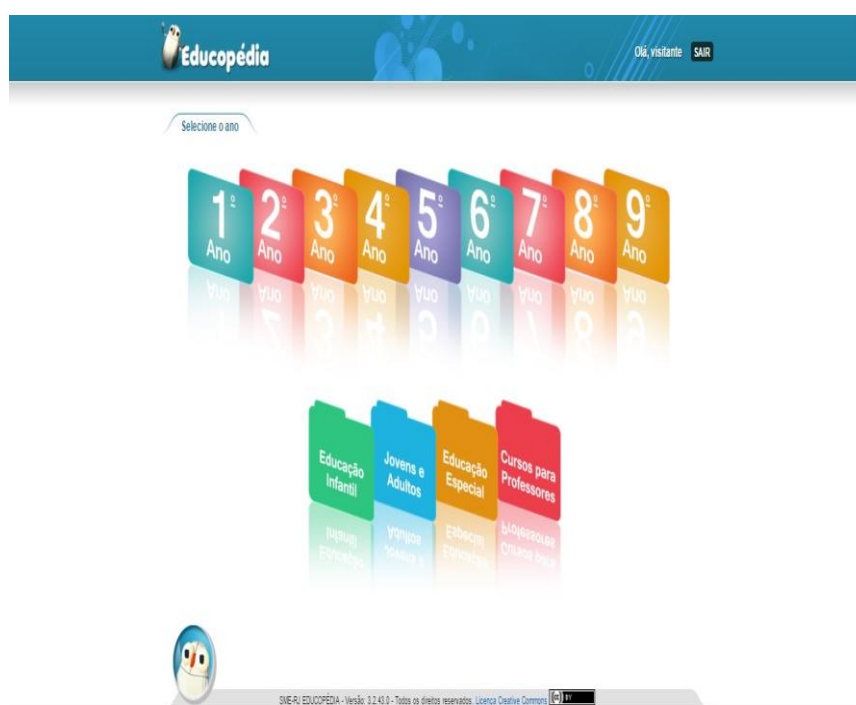 Educopédia
Olá, visitante SAIR
Selecione o ano
1º Ano
2º Ano
3º Ano
4º Ano
5º Ano
6º Ano
7º Ano
8º Ano
9º Ano
Educação
Infantil
Jovens e
Adultos
Educação
Especial
Cursos para
Professores
SME-RJ EDUCOPÉDIA - Versão: 3.2.43.0 - Todos os direitos reservados. Licença Creative Commons (cc) BY